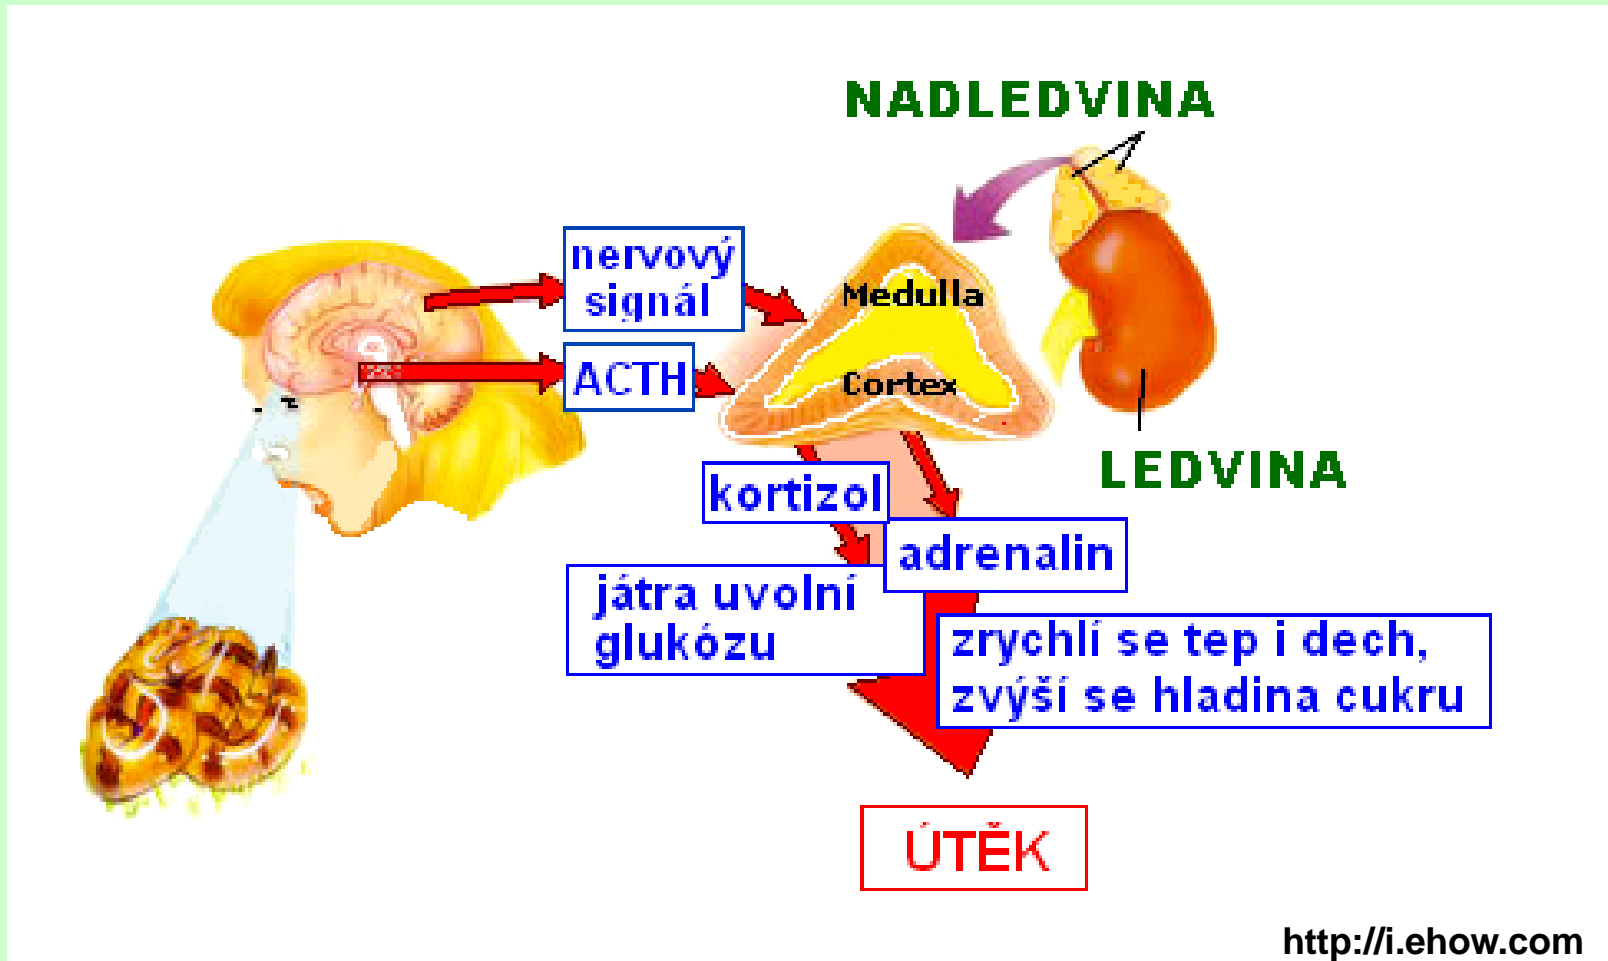 NADLEDVINA
nervový
signál
Medulla
ACTH
Cortex
LEDVINA
kortizol
adrenalin
játra uvolní
glukózu
zrychlí se tep i dech,
zvýší se hladina cukru
ÚTĚK
http://i.ehow.com